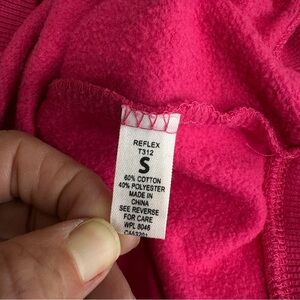 REFLEX
T312
S
60% COTTON
40% POLYESTER
MADE IN
CHINA
SEE REVERSE
FOR CARE
WPL 8046